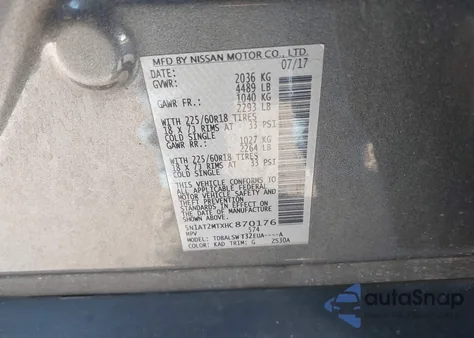 MFD BY NISSAN MOTOR CO., LTD.
DATE: 07/17
GVWR: 2036 KG
4489 LB
GAWR FR.: 1040 KG
2293 LB
WITH 225/60R18 TIRES
18 X 7J RIMS AT 33 PSI
COLD SINGLE
GAWR RR.: 1027 KG
2264 LB
WITH 225/60R18 TIRES
18 X 7J RIMS AT 33 PSI
COLD SINGLE
THIS VEHICLE CONFORMS TO
ALL APPLICABLE FEDERAL
MOTOR VEHICLE SAFETY AND
THEFT PREVENTION
STANDARDS IN EFFECT ON
THE DATE OF MANUFACTURE
SHOWN ABOVE.
5N1AT2MTXHC870176
MPV S74
MODEL: TDBALSWT32EUA----A
COLOR: KAD TRIM: G Z530A
autoSnap